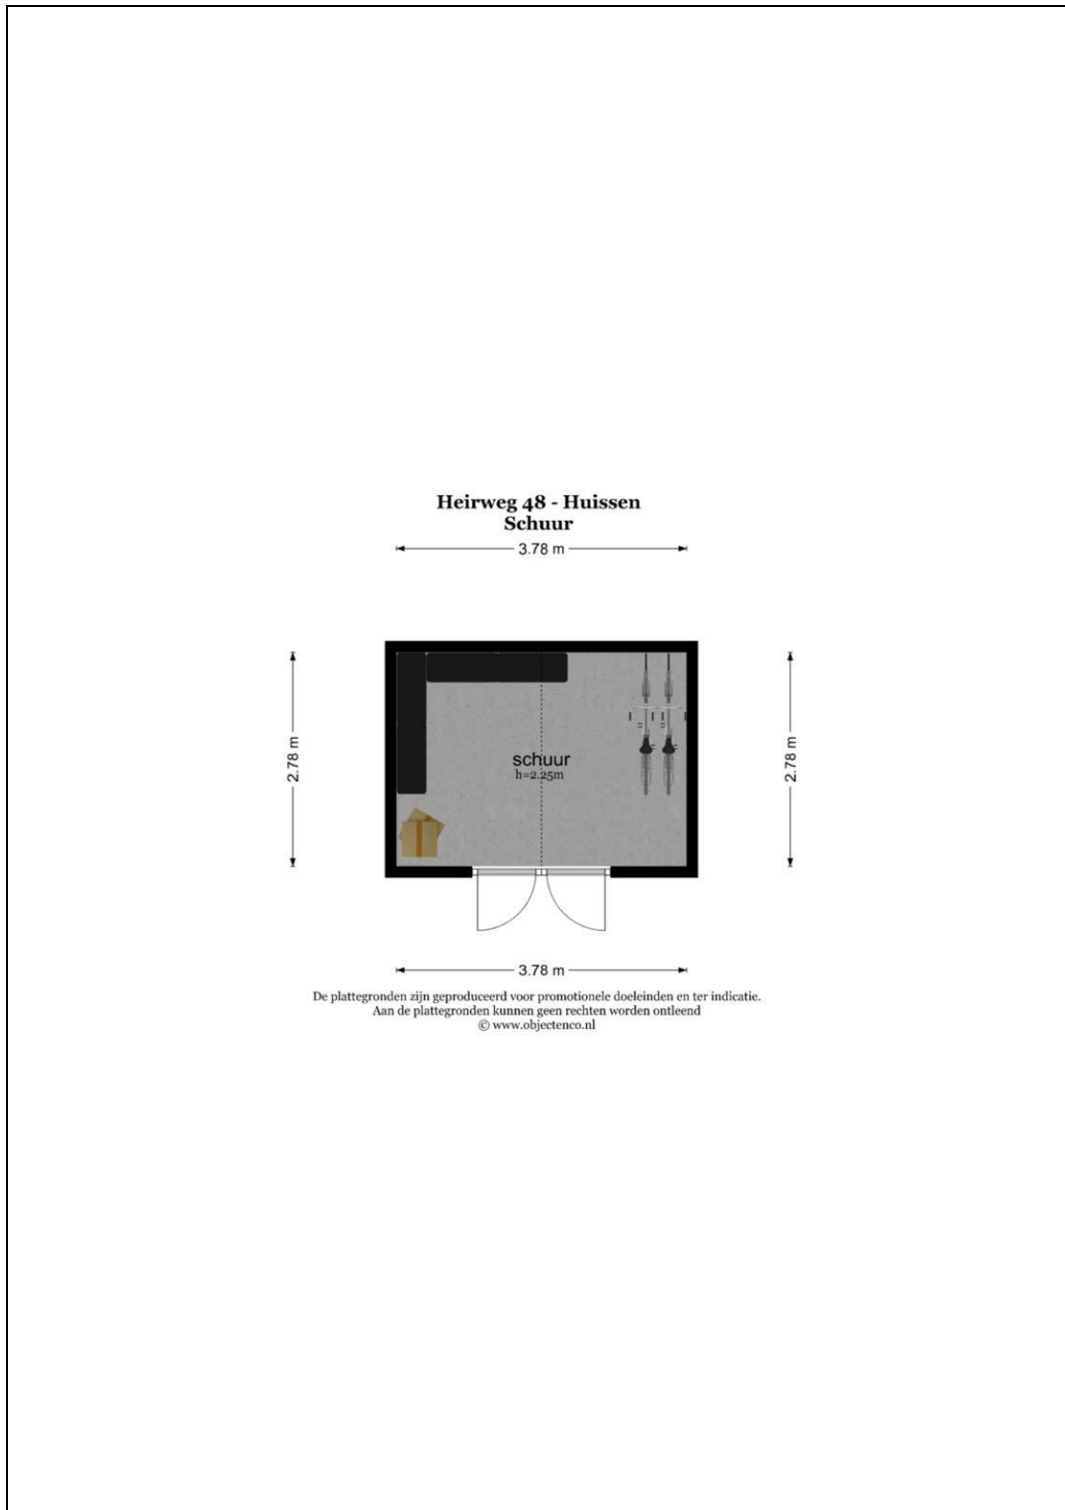 Heirweg 48 - Huissen
Schuur
3.78 m
2.78 m
2.78 m
schuur
h=2.25m
3.78 m
De plattegronden zijn geproduceerd voor promotionele doeleinden en ter indicatie.
Aan de plattegronden kunnen geen rechten worden ontleend
© www.objectenco.nl